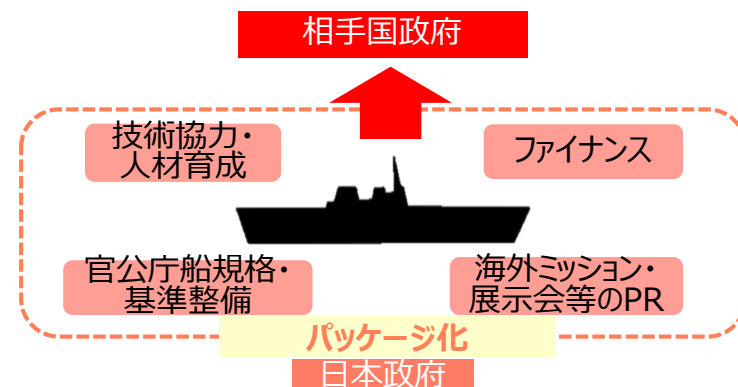 相手国政府
技術協力・
人材育成
ファイナンス
官公庁船規格・
基準整備
海外ミッション・
展示会等のPR
パッケージ化
日本政府